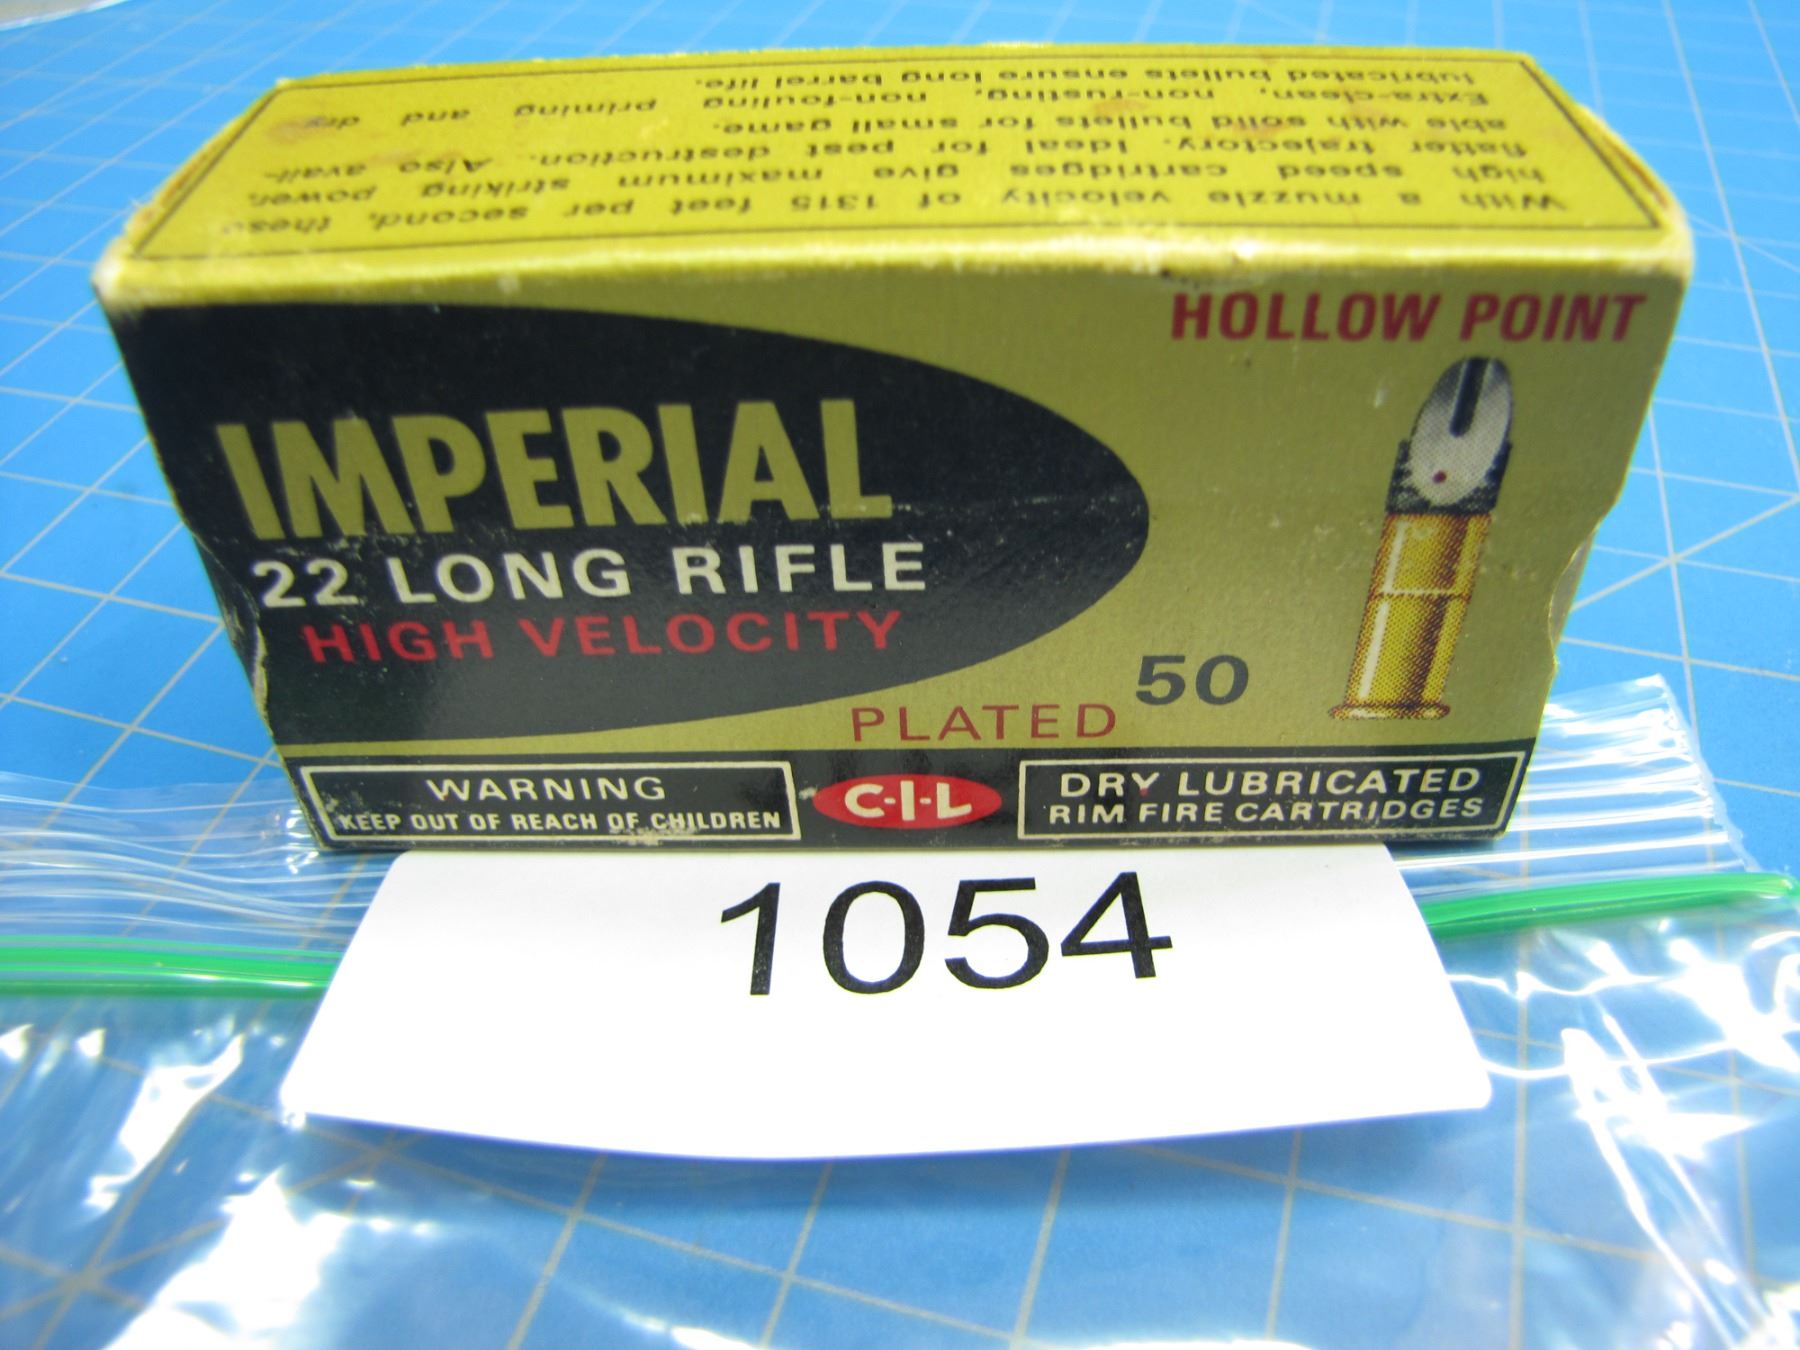 With a muzzle velocity of 1315 feet per second, these
high speed cartridges give maximum striking power,
flatter trajectory. Ideal for pest destruction. Also avail-
able with solid bullets for small game.
Extra-clean, non-rusting, non-fouling priming and dry
lubricated bullets ensure long barrel life.
HOLLOW POINT
IMPERIAL
22 LONG RIFLE
HIGH VELOCITY
50
PLATED
WARNING
KEEP OUT OF REACH OF CHILDREN
C-I-L
DRY LUBRICATED
RIM FIRE CARTRIDGES
1054